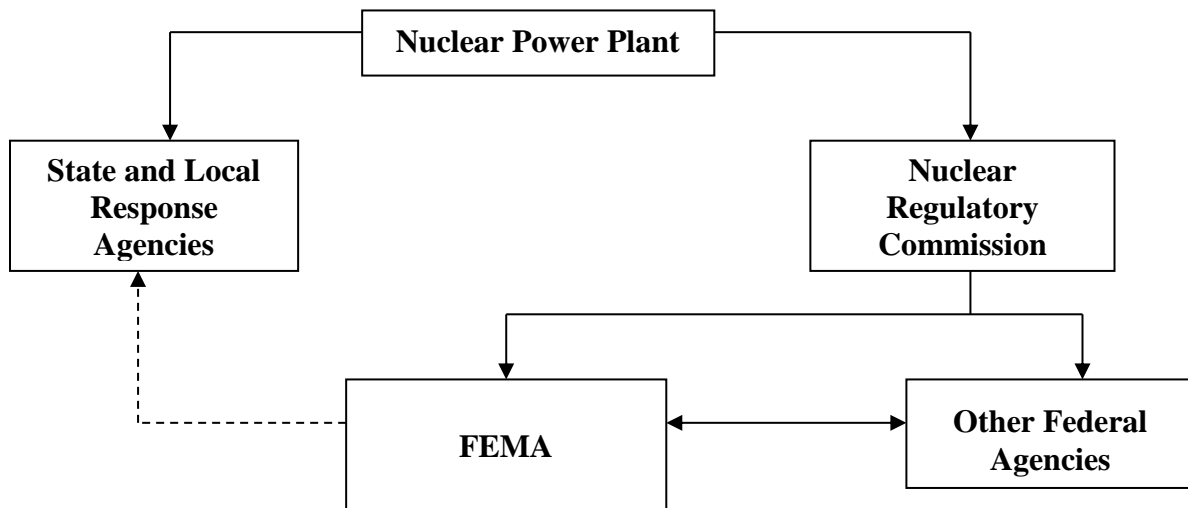 Nuclear Power Plant
State and Local
Response
Agencies
Nuclear
Regulatory
Commission
FEMA
Other Federal
Agencies